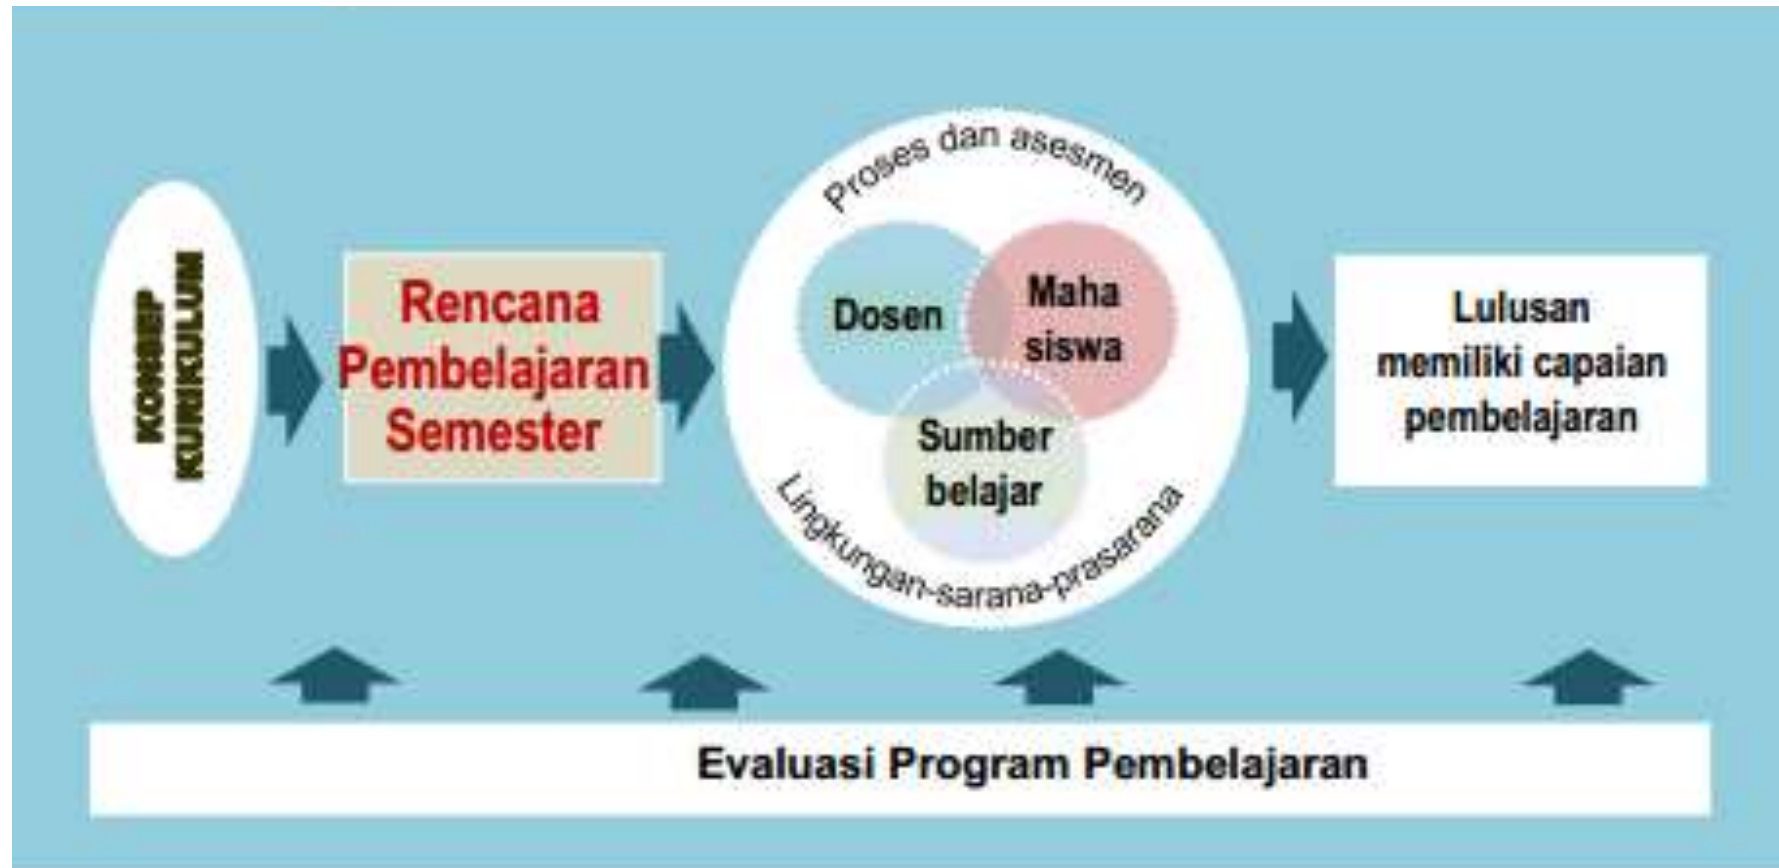 KONSEP
KURIKULUM
Rencana
Pembelajaran
Semester
Proses dan asesmen
Dosen
Maha
siswa
Sumber
belajar
Lingkungan-sarana-prasarana
Lulusan
memiliki capaian
pembelajaran
Evaluasi Program Pembelajaran